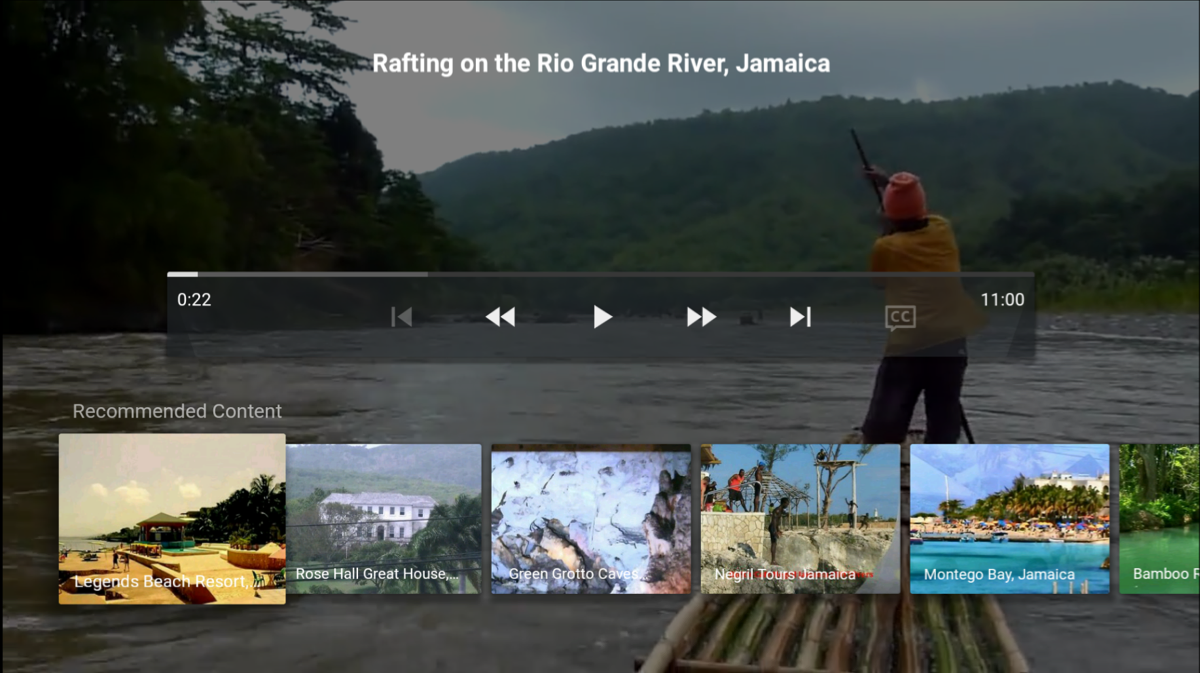 Rafting on the Rio Grande River, Jamaica
0:22
11:00
CC
Recommended Content
Legends Beach Resort,...
Rose Hall Great House,...
Green Grotto Caves...
Negril Tours Jamaica
Montego Bay, Jamaica
Bamboo R